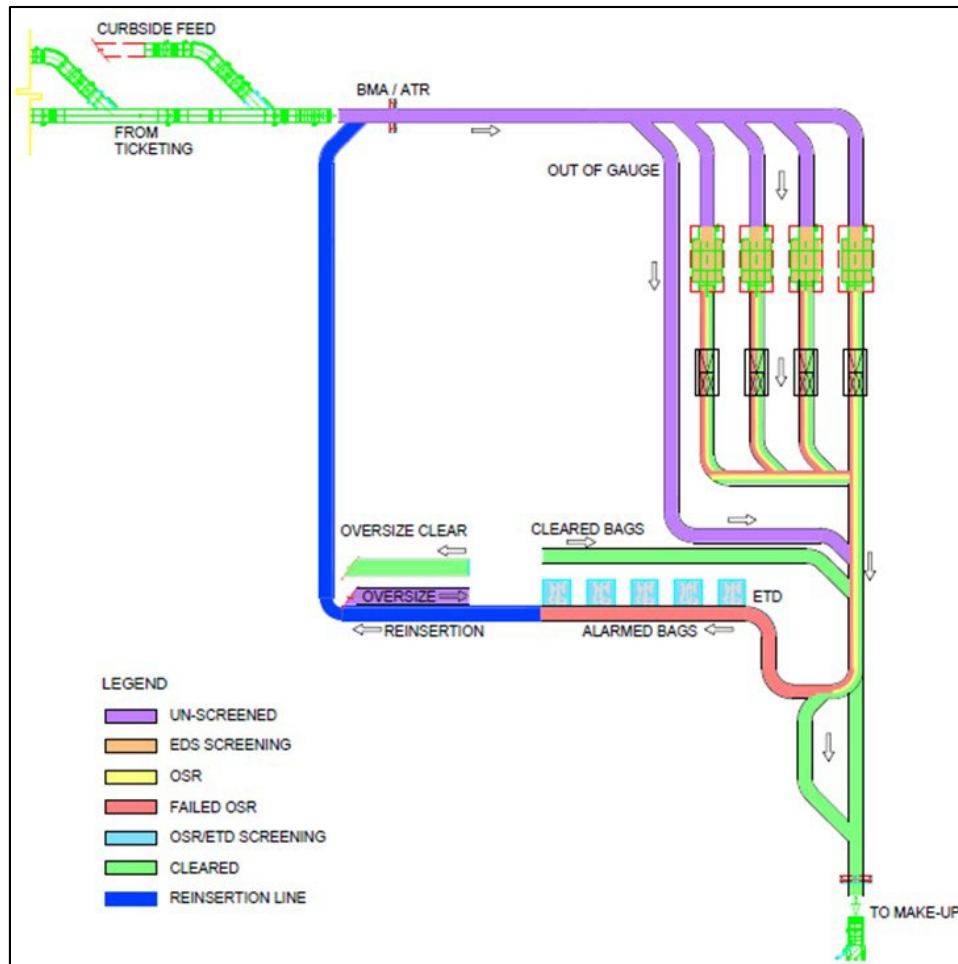 CURBSIDE FEED
BMA / ATR
FROM
TICKETING
OUT OF GAUGE
OVERSIZE CLEAR
CLEARED BAGS
OVERSIZE
ETD
REINSERTION
ALARMED BAGS
LEGEND
UN-SCREENED
EDS SCREENING
OSR
FAILED OSR
OSR/ETD SCREENING
CLEARED
REINSERTION LINE
TO MAKE-UP